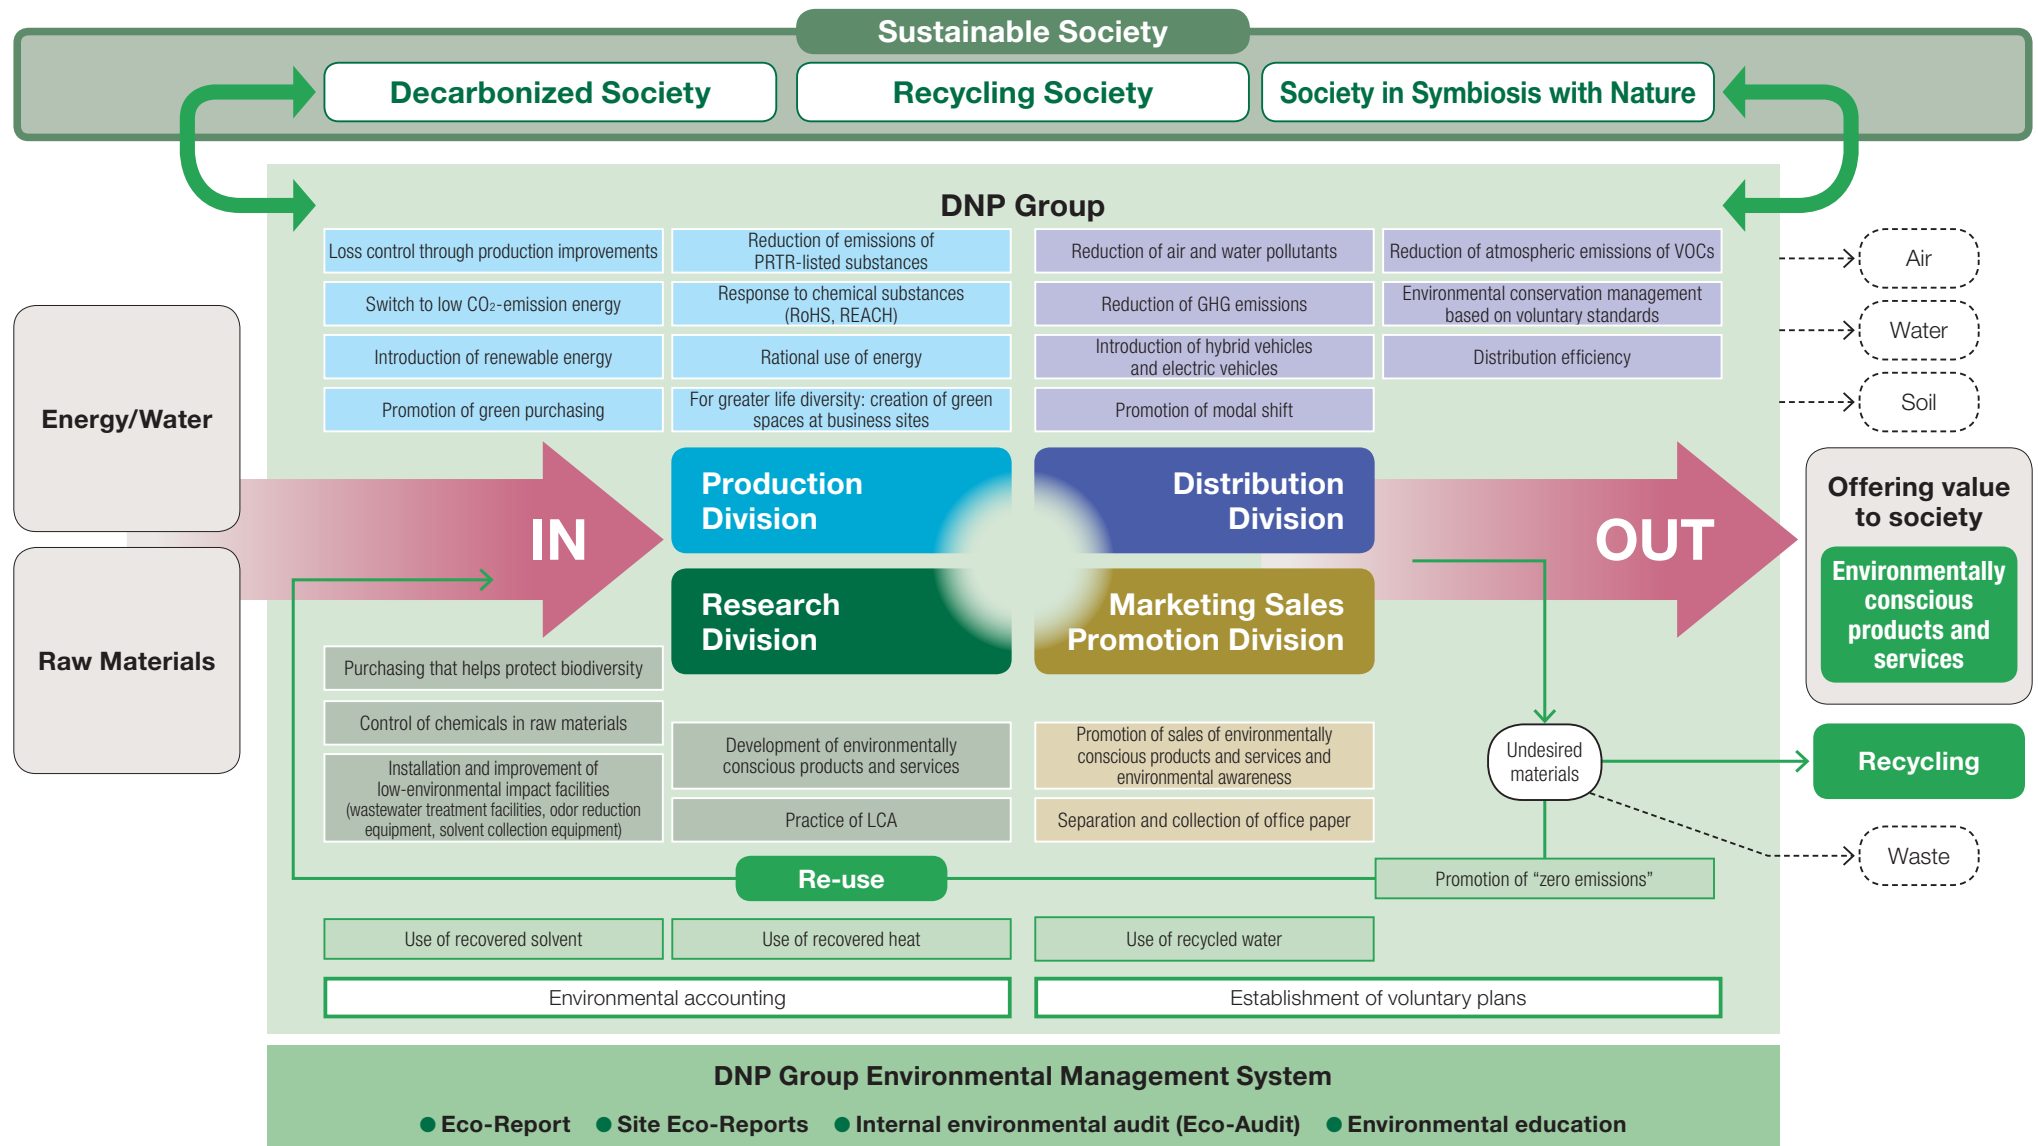 Sustainable Society
Decarbonized Society
Recycling Society
Society in Symbiosis with Nature
DNP Group
Loss control through production improvements
Reduction of emissions of
PRTR-listed substances
Reduction of air and water pollutants
Reduction of atmospheric emissions of VOCs
Switch to low CO₂-emission energy
Response to chemical substances
(RoHS, REACH)
Reduction of GHG emissions
Environmental conservation management
based on voluntary standards
Introduction of renewable energy
Rational use of energy
Introduction of hybrid vehicles
and electric vehicles
Distribution efficiency
Promotion of green purchasing
For greater life diversity: creation of green
spaces at business sites
Promotion of modal shift
Air
Water
Soil
Energy/Water
Raw Materials
IN
Production
Division
Distribution
Division
Research
Division
Marketing Sales
Promotion Division
OUT
Offering value
to society
Environmentally
conscious
products and
services
Purchasing that helps protect biodiversity
Control of chemicals in raw materials
Installation and improvement of
low-environmental impact facilities
(wastewater treatment facilities, odor reduction
equipment, solvent collection equipment)
Development of environmentally
conscious products and services
Practice of LCA
Promotion of sales of environmentally
conscious products and services and
environmental awareness
Separation and collection of office paper
Undesired
materials
Recycling
Waste
Re-use
Promotion of “zero emissions”
Use of recovered solvent
Use of recovered heat
Use of recycled water
Environmental accounting
Establishment of voluntary plans
DNP Group Environmental Management System
● Eco-Report ● Site Eco-Reports ● Internal environmental audit (Eco-Audit) ● Environmental education